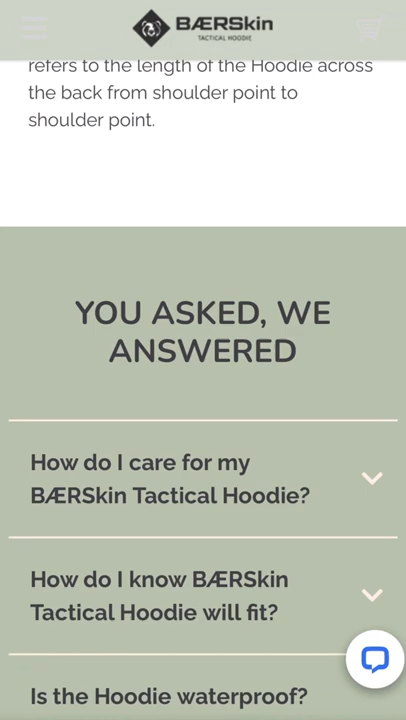 BÆRSkin
TACTICAL HOODIE
refers to the length of the Hoodie across
the back from shoulder point to
shoulder point.
YOU ASKED, WE
ANSWERED
How do I care for my
BÆRSkin Tactical Hoodie?
How do I know BÆRSkin
Tactical Hoodie will fit?
Is the Hoodie waterproof?